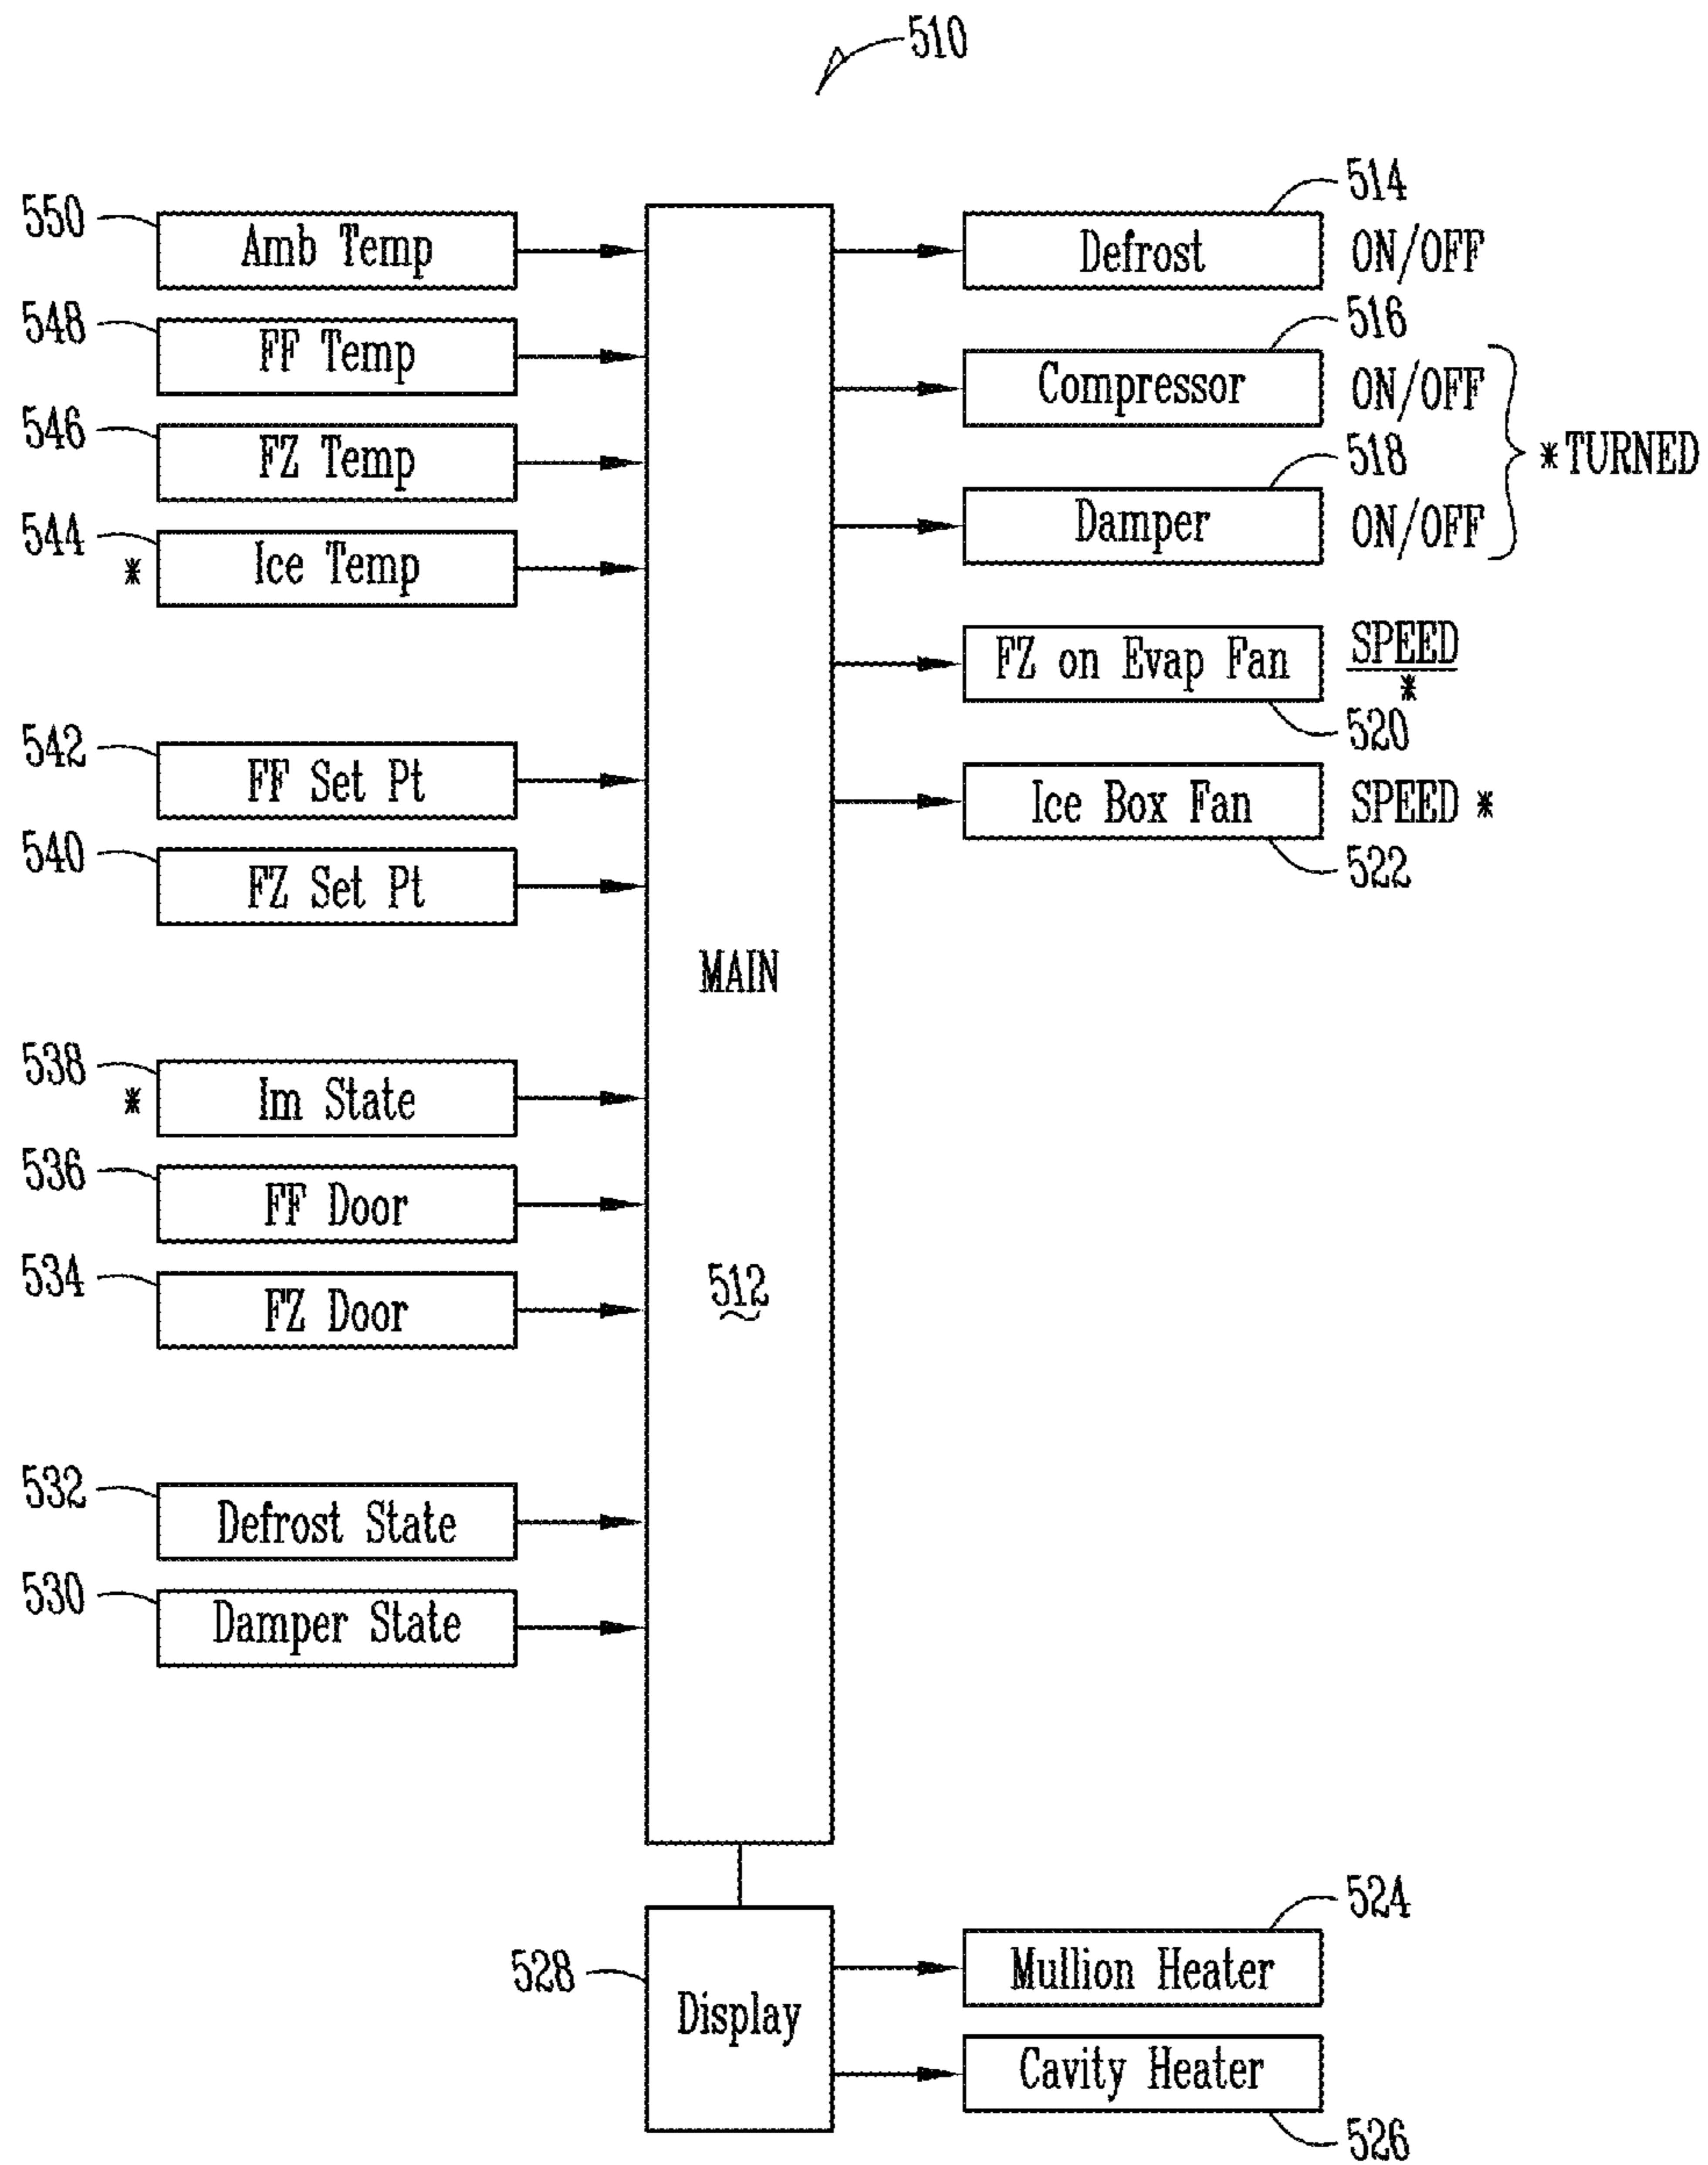 510
550
Amb Temp
548
FF Temp
546
FZ Temp
544
* Ice Temp
542
FF Set Pt
540
FZ Set Pt
538
* Im State
536
FF Door
534
FZ Door
532
Defrost State
530
Damper State
MAIN
512
514
Defrost ON/OFF
516
Compressor ON/OFF
* TURNED
518
Damper ON/OFF
FZ on Evap Fan SPEED
*
520
Ice Box Fan SPEED *
522
528
Display
524
Mullion Heater
Cavity Heater
526